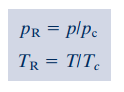 pR = p/pc
TR = T/Tc